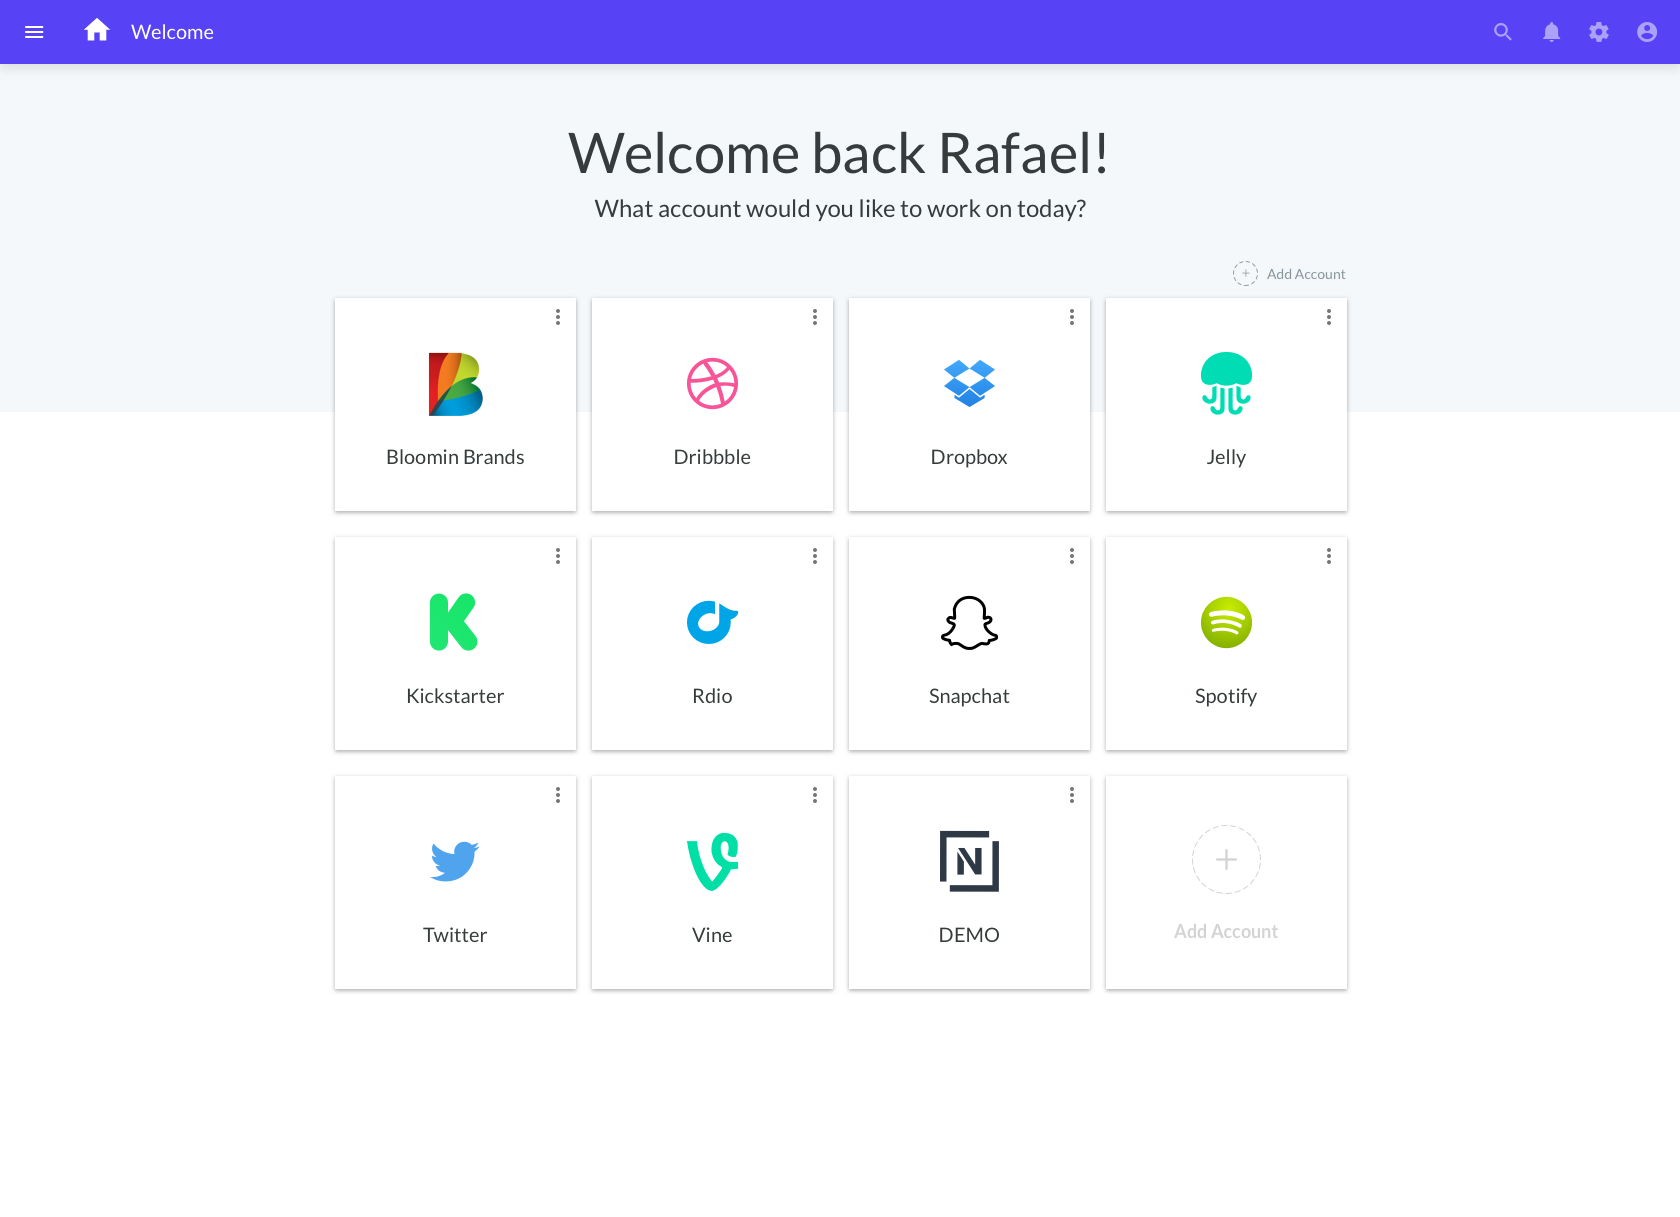 Welcome
Welcome back Rafael!
What account would you like to work on today?
Add Account
Bloomin Brands
Dribbble
Dropbox
Jelly
Kickstarter
Rdio
Snapchat
Spotify
Twitter
Vine
N
DEMO
Add Account